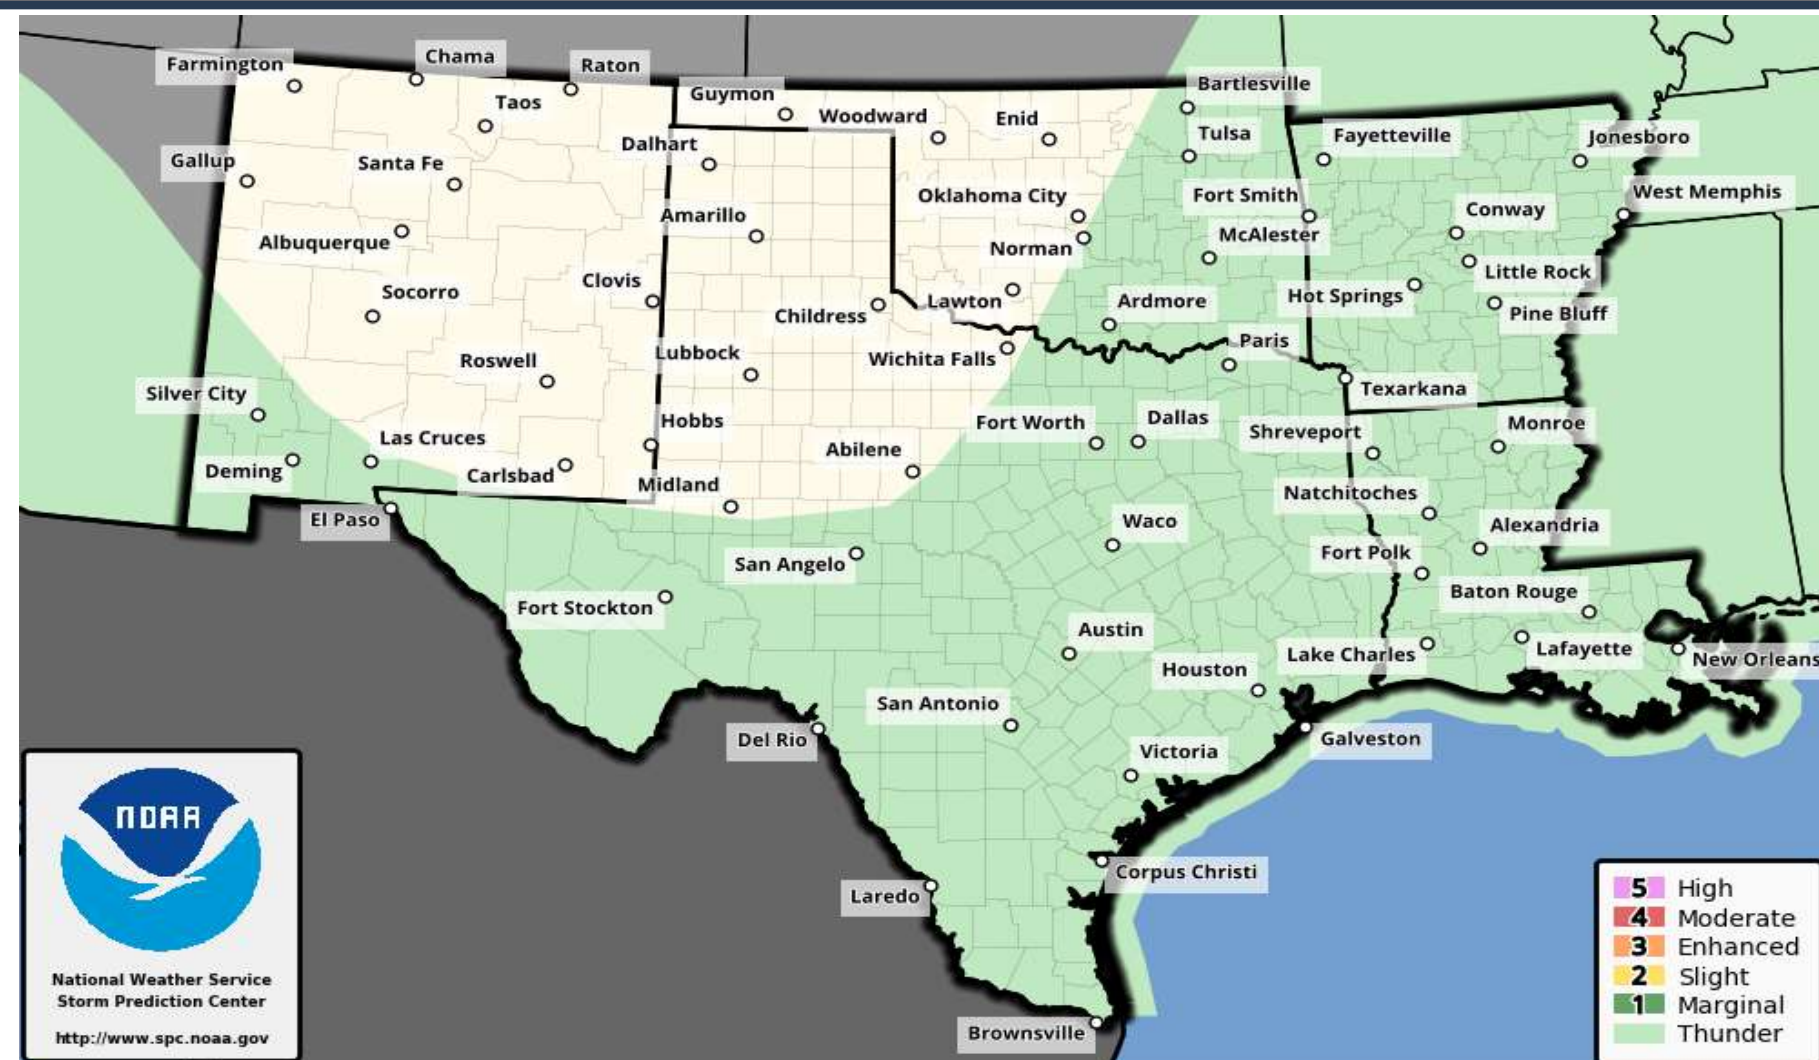 Farmington
Chama
Raton
Guymon
Bartlesville
Taos
Woodward
Enid
Tulsa
Fayetteville
Jonesboro
Dalhart
Gallup
Santa Fe
Oklahoma City
Fort Smith
Conway
West Memphis
Amarillo
McAlester
Albuquerque
Norman
Little Rock
Socorro
Clovis
Childress
Lawton
Ardmore
Hot Springs
Pine Bluff
Roswell
Lubbock
Wichita Falls
Paris
Texarkana
Silver City
Hobbs
Fort Worth
Dallas
Shreveport
Monroe
Las Cruces
Abilene
Deming
Carlsbad
Midland
Natchitoches
El Paso
Waco
Alexandria
San Angelo
Fort Polk
Baton Rouge
Fort Stockton
Austin
Houston
Lake Charles
Lafayette
New Orleans
San Antonio
Del Rio
Victoria
Galveston
Corpus Christi
Laredo
Brownsville
NOAA
National Weather Service
Storm Prediction Center
http://www.spc.noaa.gov
5 High
4 Moderate
3 Enhanced
2 Slight
1 Marginal
Thunder